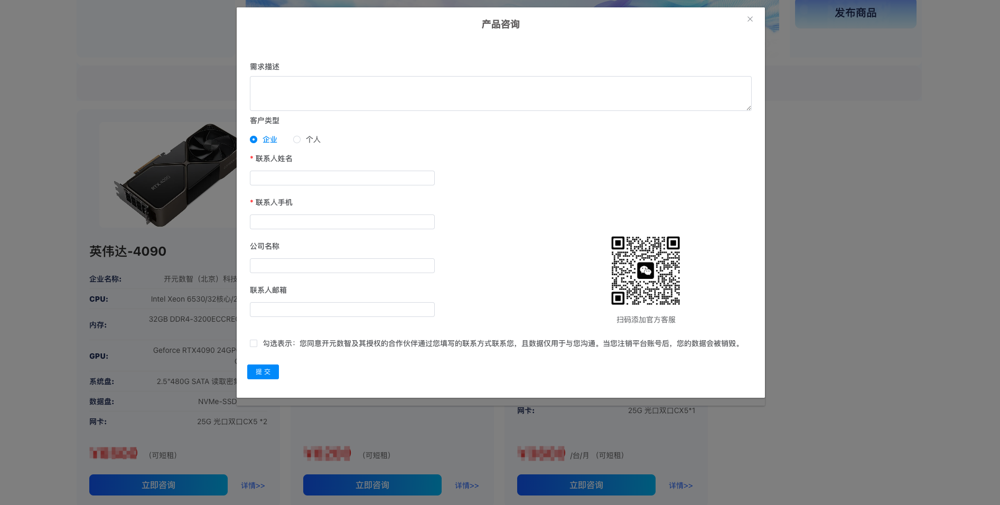 发布商品
产品咨询
需求描述
客户类型
企业
个人
* 联系人姓名
* 联系人手机
公司名称
联系人邮箱
扫码添加官方客服
勾选表示：您同意开元数智及其授权的合作伙伴通过您填写的联系方式联系您，且数据仅用于与您沟通。当您注销平台账号后，您的数据会被销毁。
提 交
RTX 4090
英伟达-4090
企业名称: 开元数智（北京）科技
CPU: Intel Xeon 6530/32核心/2
内存: 32GB DDR4-3200ECCREG
GPU: Geforce RTX4090 24GP
系统盘: 2.5"480G SATA 读取密集
数据盘: NVMe-SSD
网卡: 25G 光口双口CX5 *2
（可短租）
立即咨询 详情>>
（可短租）
立即咨询 详情>>
网卡: 25G 光口双口CX5*1
/台/月 （可短租）
立即咨询 详情>>